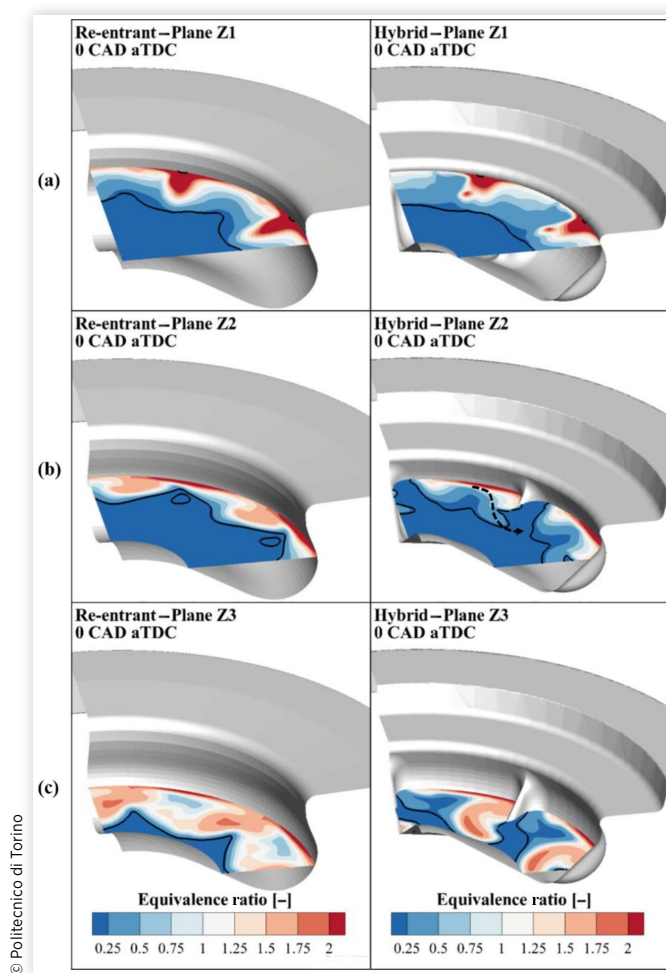 Re-entrant – Plane Z1
0 CAD aTDC
Hybrid – Plane Z1
0 CAD aTDC
(a)
Re-entrant – Plane Z2
0 CAD aTDC
Hybrid – Plane Z2
0 CAD aTDC
(b)
Re-entrant – Plane Z3
0 CAD aTDC
Hybrid – Plane Z3
0 CAD aTDC
(c)
Equivalence ratio [–]
0.25 0.5 0.75 1 1.25 1.5 1.75 2
Equivalence ratio [–]
0.25 0.5 0.75 1 1.25 1.5 1.75 2
© Politecnico di Torino